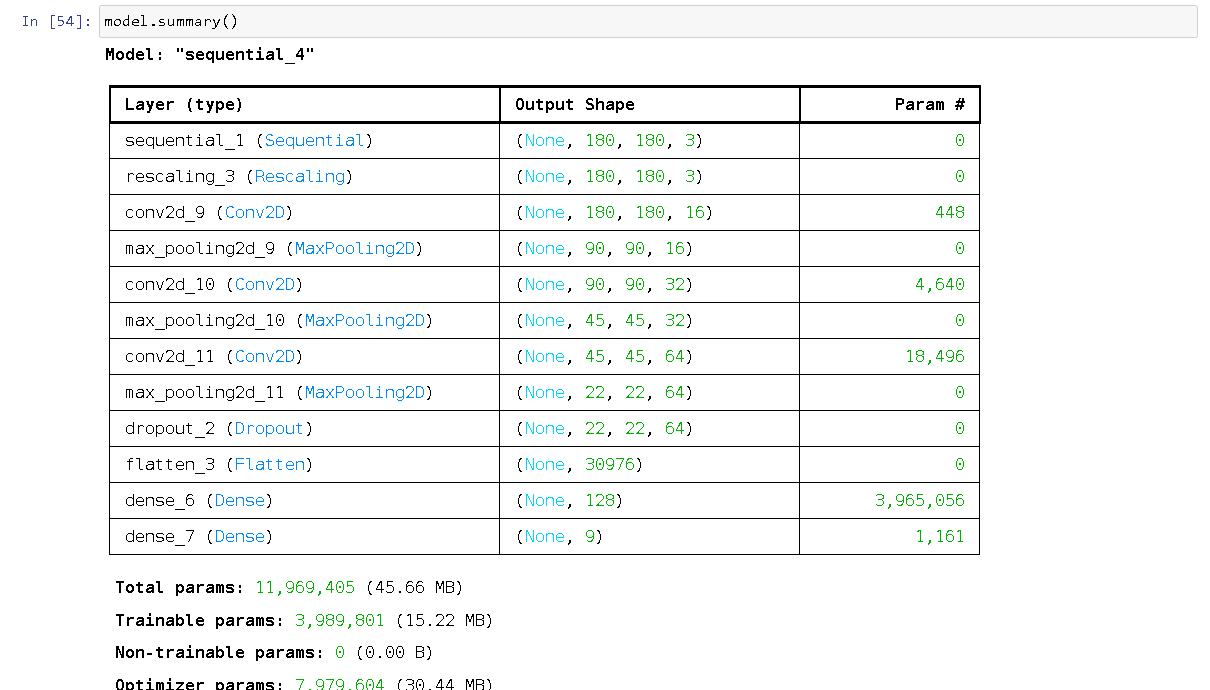 In [54]: model.summary()
Model: "sequential_4"
Layer (type) Output Shape Param #
sequential_1 (Sequential) (None, 180, 180, 3) 0
rescaling_3 (Rescaling) (None, 180, 180, 3) 0
conv2d_9 (Conv2D) (None, 180, 180, 16) 448
max_pooling2d_9 (MaxPooling2D) (None, 90, 90, 16) 0
conv2d_10 (Conv2D) (None, 90, 90, 32) 4,640
max_pooling2d_10 (MaxPooling2D) (None, 45, 45, 32) 0
conv2d_11 (Conv2D) (None, 45, 45, 64) 18,496
max_pooling2d_11 (MaxPooling2D) (None, 22, 22, 64) 0
dropout_2 (Dropout) (None, 22, 22, 64) 0
flatten_3 (Flatten) (None, 30976) 0
dense_6 (Dense) (None, 128) 3,965,056
dense_7 (Dense) (None, 9) 1,161
Total params: 11,969,405 (45.66 MB)
Trainable params: 3,989,801 (15.22 MB)
Non-trainable params: 0 (0.00 B)
Optimizer params: 7,979,604 (30.44 MB)